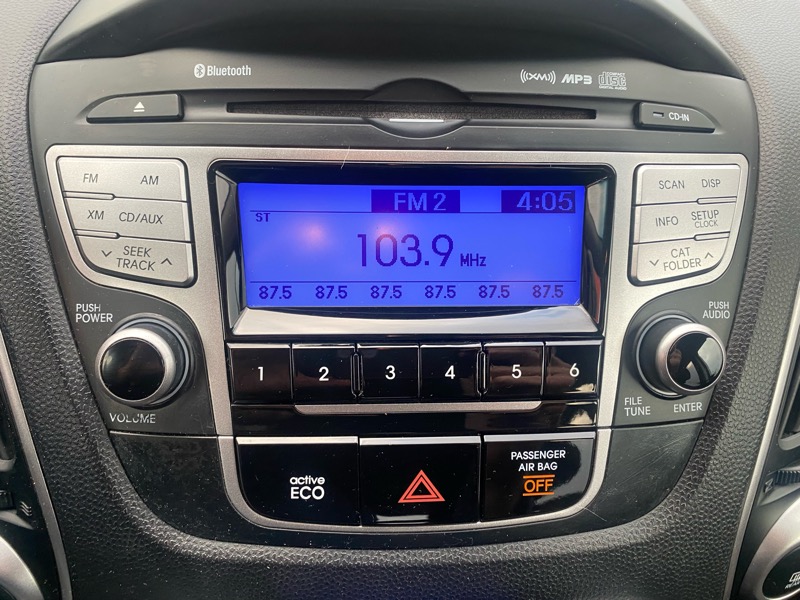 Bluetooth
XM MP3 disc
DIGITAL AUDIO
CD-IN
FM AM
XM CD/AUX
SEEK
TRACK
SCAN DISP
INFO SETUP
CLOCK
CAT
FOLDER
FM2 4:05
ST
103.9 MHz
87.5 87.5 87.5 87.5 87.5 87.5
PUSH
POWER
VOLUME
PUSH
AUDIO
FILE
TUNE
ENTER
1 2 3 4 5 6
active
ECO
PASSENGER
AIR BAG
OFF